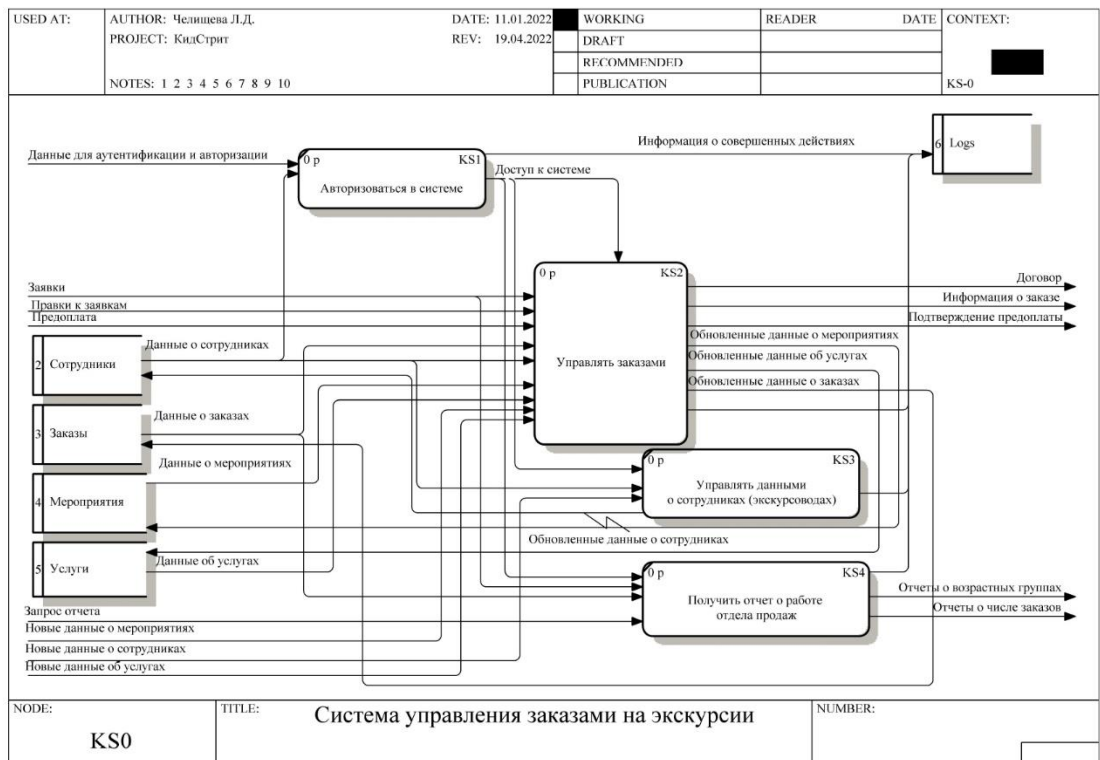 USED AT:
AUTHOR: Челищева Л.Д.
DATE: 11.01.2022
WORKING
READER
DATE
CONTEXT:
PROJECT: КидСтрит
REV: 19.04.2022
DRAFT
RECOMMENDED
NOTES: 1 2 3 4 5 6 7 8 9 10
PUBLICATION
KS-0
Информация о совершенных действиях
6 Logs
Данные для аутентификации и авторизации
0 р KS1
Авторизоваться в системе
Доступ к системе
0 р KS2
Управлять заказами
Заявки
Правки к заявкам
Предоплата
Договор
Информация о заказе
Подтверждение предоплаты
Данные о сотрудниках
Обновленные данные о мероприятиях
2 Сотрудники
Обновленные данные об услугах
Обновленные данные о заказах
Данные о заказах
3 Заказы
Данные о мероприятиях
0 р KS3
Управлять данными
о сотрудниках (экскурсоводах)
4 Мероприятия
Обновленные данные о сотрудниках
Данные об услугах
5 Услуги
0 р KS4
Получить отчет о работе
отдела продаж
Отчеты о возрастных группах
Отчеты о числе заказов
Запрос отчета
Новые данные о мероприятиях
Новые данные о сотрудниках
Новые данные об услугах
NODE:
TITLE:
NUMBER:
Система управления заказами на экскурсии
KS0